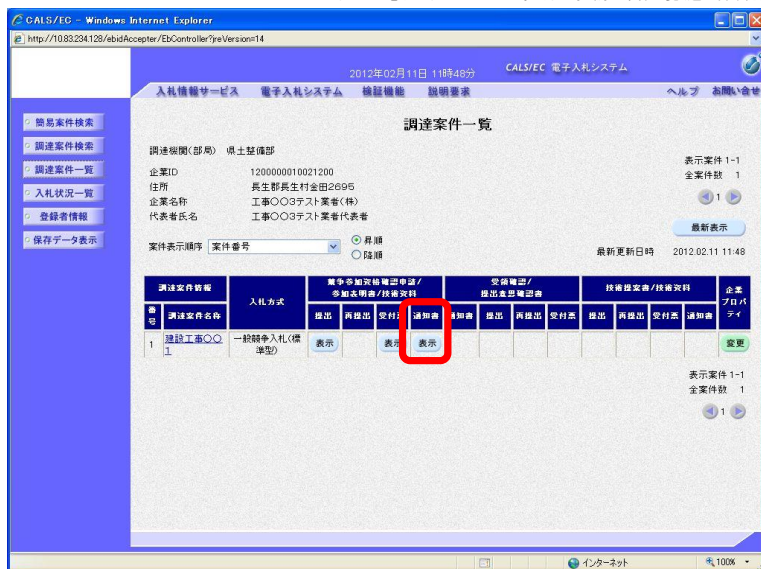 CALS/EC - Windows Internet Explorer
http://10.83.234.128/ebidAccepter/EbController?jreVersion=14
2012年02月11日 11時48分
CALS/EC 電子入札システム
入札情報サービス 電子入札システム 検証機能 説明要求 ヘルプ お問い合せ
簡易案件検索
調達案件検索
調達案件一覧
入札状況一覧
登録者情報
保存データ表示
調達案件一覧
調達機関(部局) 県土整備部
企業ID 1200000010021200
住所 長生郡長生村金田2695
企業名称 工事〇〇3テスト業者(株)
代表者氏名 工事〇〇3テスト業者代表者
表示案件 1-1
全案件数 1
1
最新表示
案件表示順序 案件番号
昇順
降順
最新更新日時 2012.02.11 11:48
調達案件情報
入札方式
競争参加資格確認申請/
参加表明書/技術資料
受領確認/
提出意思確認書
技術提案書/技術資料
企業プロパティ
番号 調達案件名称 提出 再提出 受付票 通知書 通知書 提出 再提出 受付票 提出 再提出 受付票 通知書
1 建設工事〇〇1 一般競争入札(標準型) 表示 表示 表示 変更
表示案件 1-1
全案件数 1
1
インターネット
100%